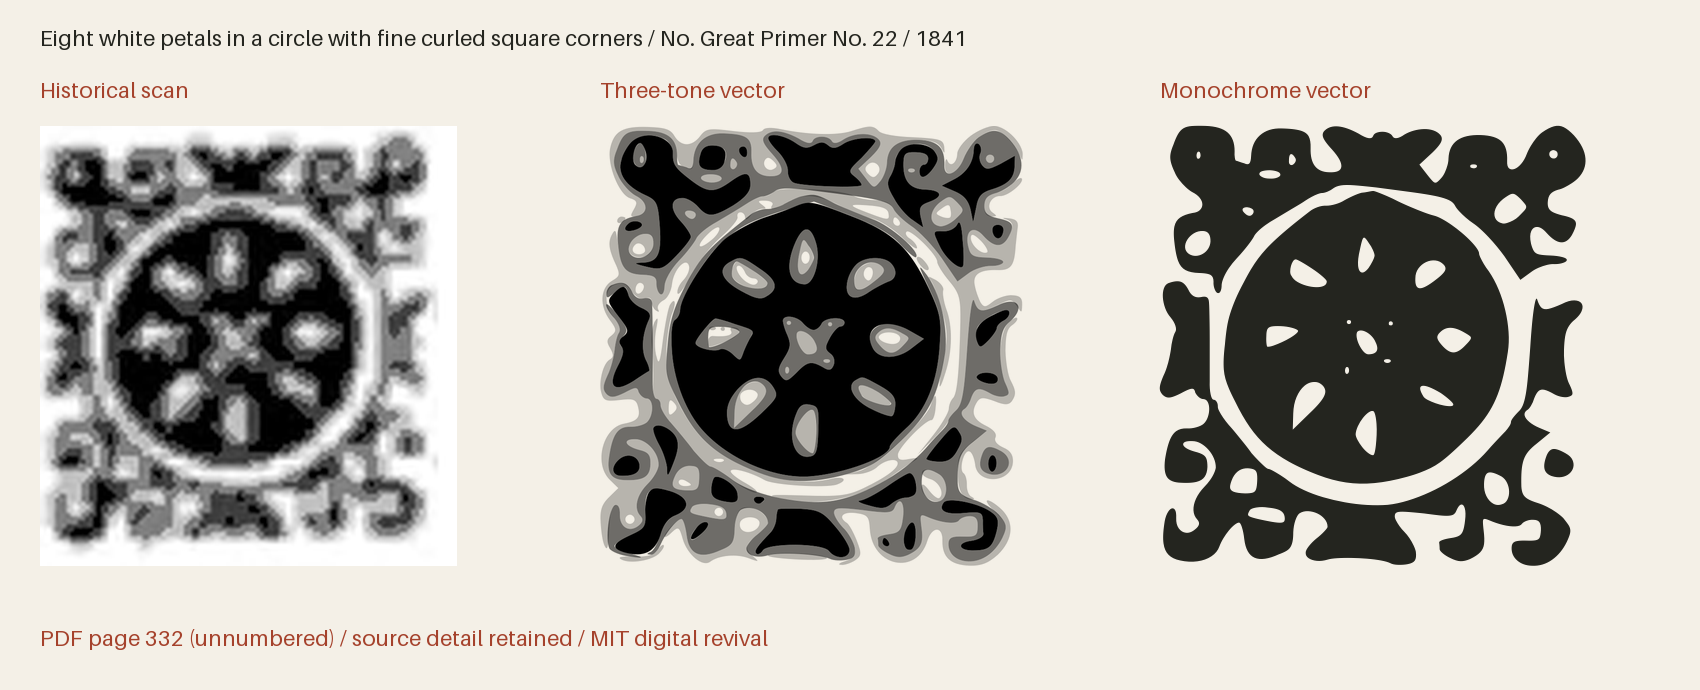 Eight white petals in a circle with fine curled square corners / No. Great Primer No. 22 / 1841
Historical scan
Three-tone vector
Monochrome vector
PDF page 332 (unnumbered) / source detail retained / MIT digital revival